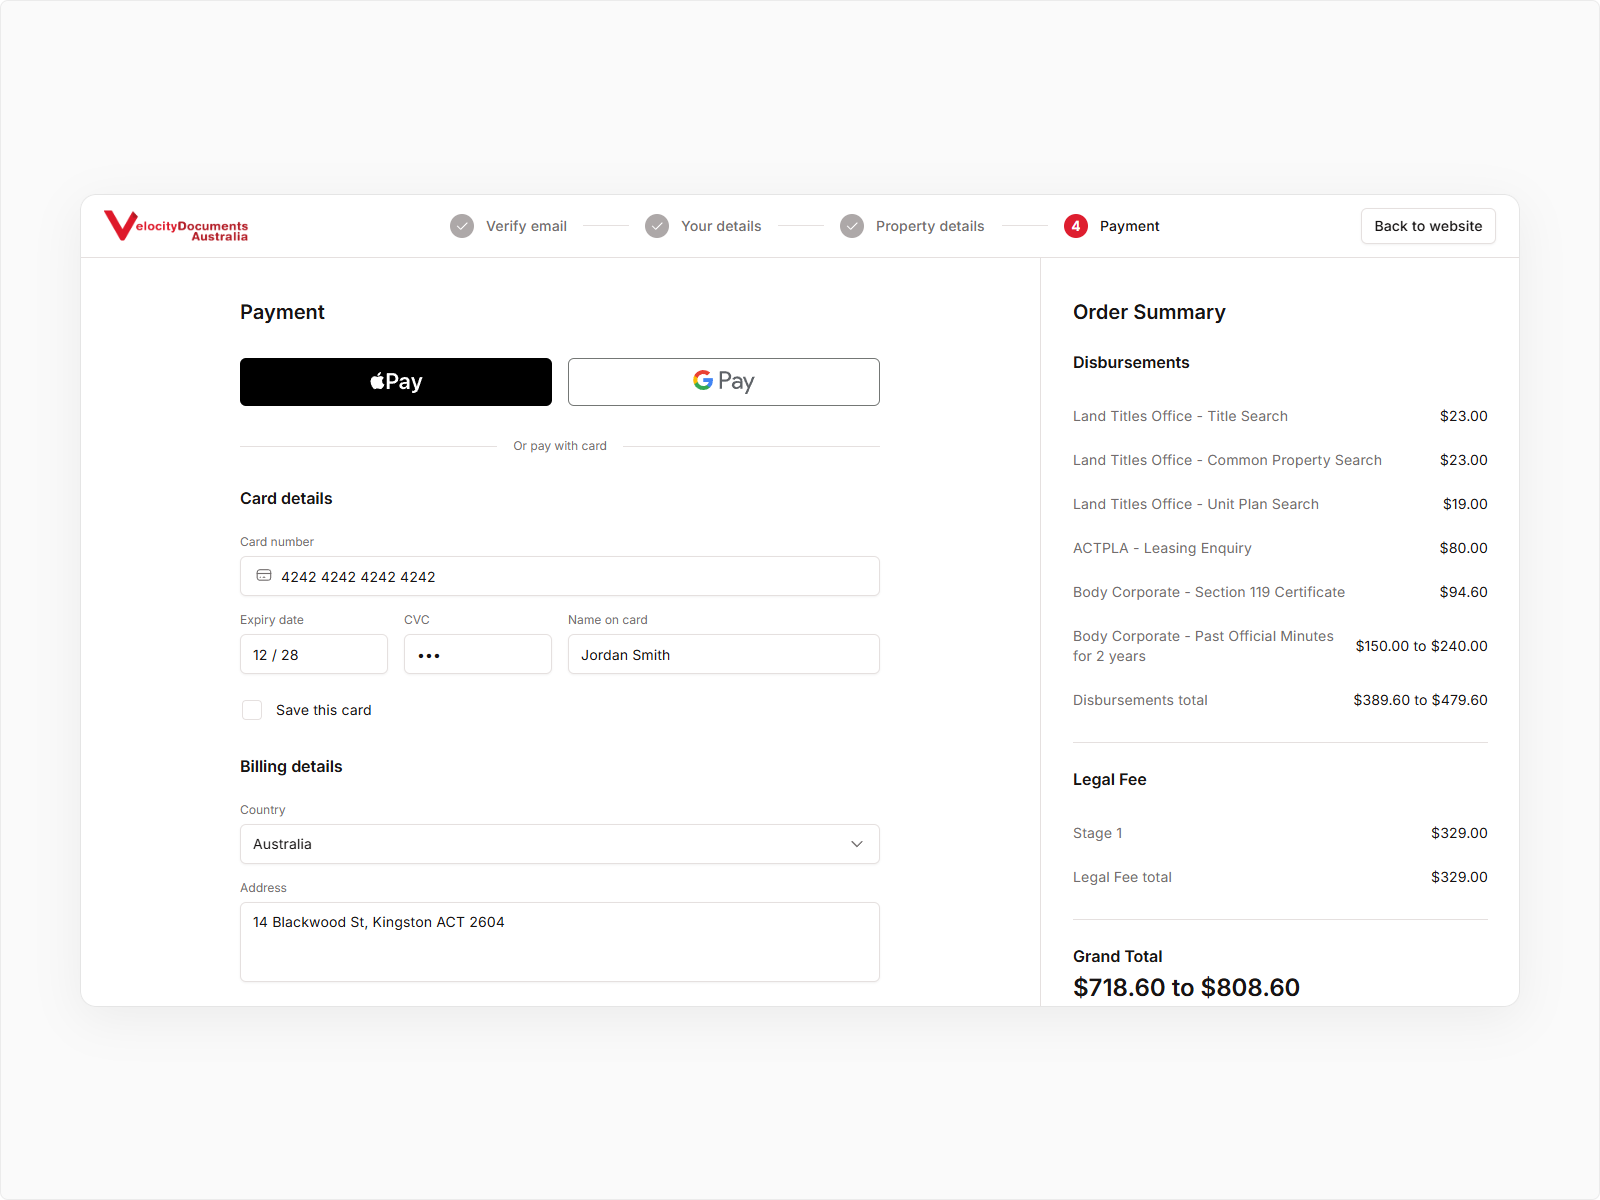 VelocityDocuments
Australia
Verify email
Your details
Property details
4
Payment
Back to website
Payment
Pay
G Pay
Or pay with card
Card details
Card number
4242 4242 4242 4242
Expiry date
CVC
Name on card
12 / 28
•••
Jordan Smith
Save this card
Billing details
Country
Australia
Address
14 Blackwood St, Kingston ACT 2604
Order Summary
Disbursements
Land Titles Office - Title Search $23.00
Land Titles Office - Common Property Search $23.00
Land Titles Office - Unit Plan Search $19.00
ACTPLA - Leasing Enquiry $80.00
Body Corporate - Section 119 Certificate $94.60
Body Corporate - Past Official Minutes
for 2 years
$150.00 to $240.00
Disbursements total $389.60 to $479.60
Legal Fee
Stage 1 $329.00
Legal Fee total $329.00
Grand Total
$718.60 to $808.60